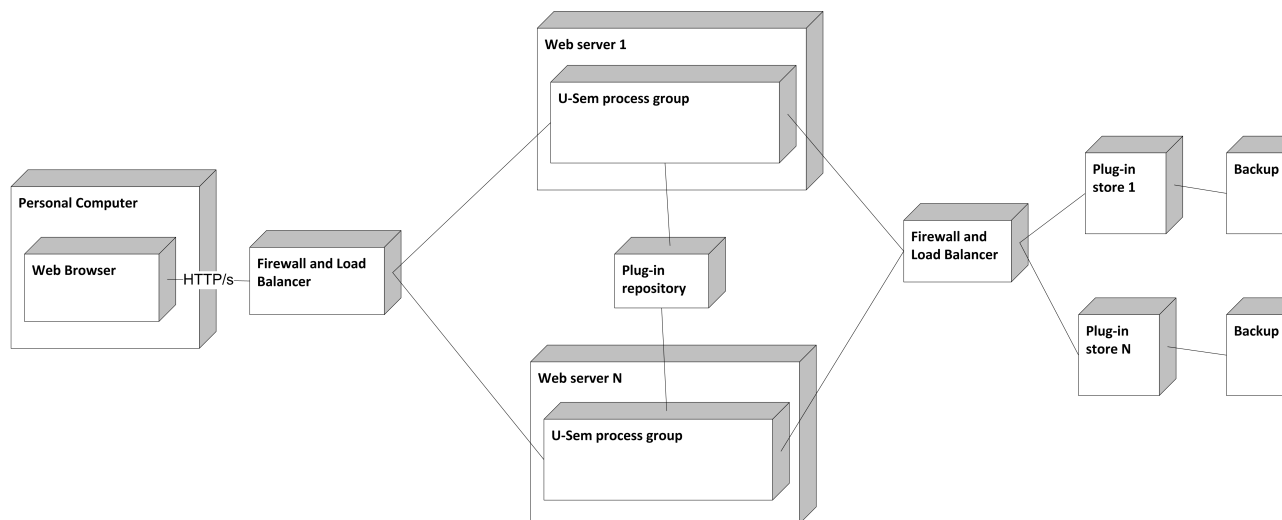 Web server 1
U-Sem process group
Personal Computer
Web Browser
HTTP/s
Firewall and Load
Balancer
Plug-in
repository
Firewall and
Load Balancer
Plug-in
store 1
Backup
Web server N
U-Sem process group
Plug-in
store N
Backup